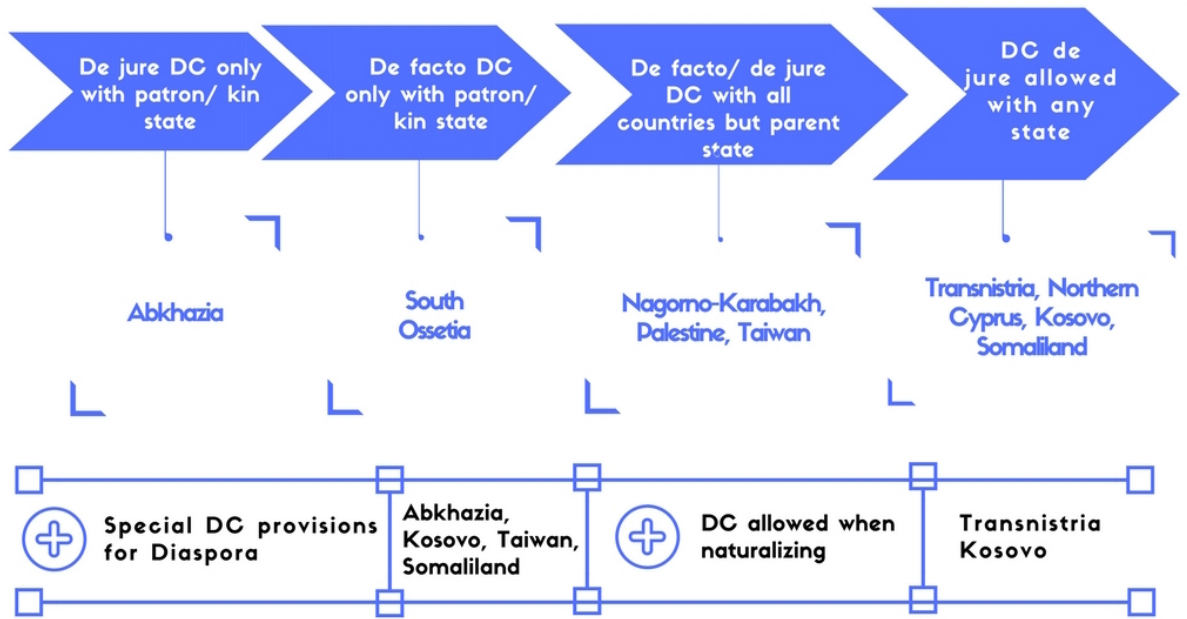 De jure DC only
with patron/ kin
state
De facto DC
only with patron/
kin state
De facto/ de jure
DC with all
countries but parent
state
DC de
jure allowed
with any
state
Abkhazia
South
Ossetia
Nagorno-Karabakh,
Palestine, Taiwan
Transnistria, Northern
Cyprus, Kosovo,
Somaliland
Special DC provisions
for Diaspora
Abkhazia,
Kosovo, Taiwan,
Somaliland
DC allowed when
naturalizing
Transnistria
Kosovo